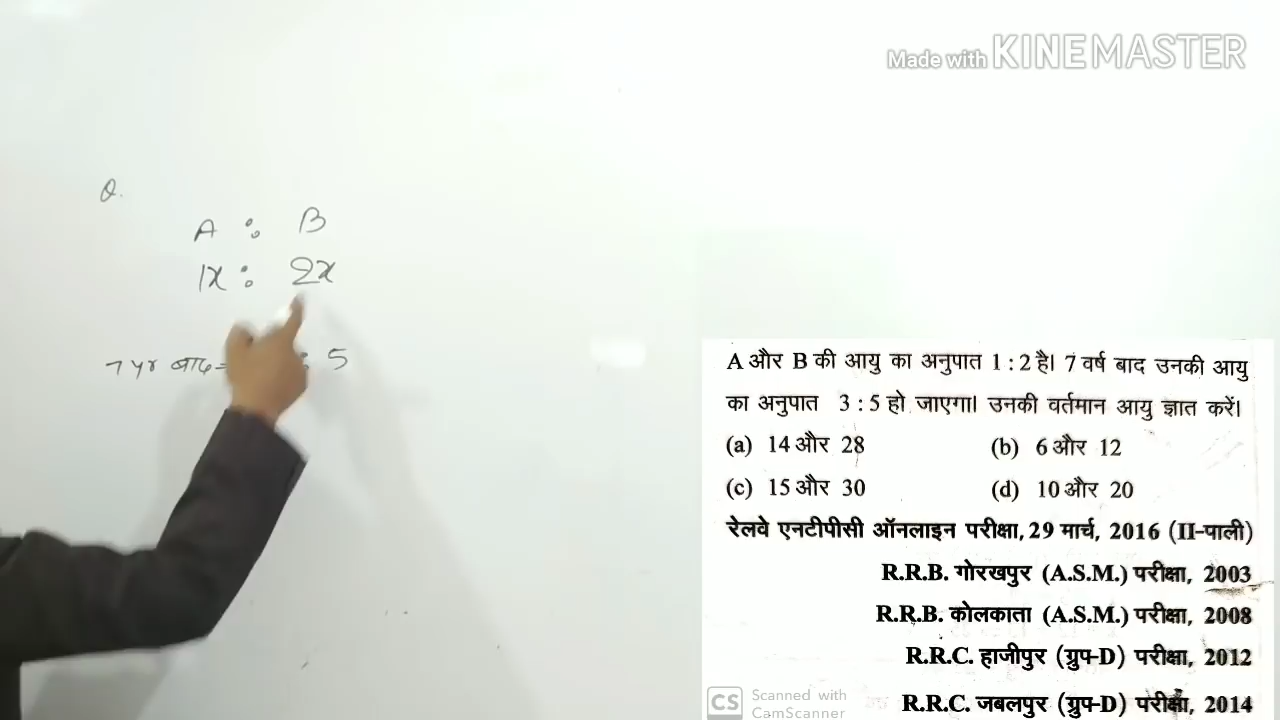 Made with KINEMASTER
Q.
A : B
1x : 2x
7 yr बाद = : 5
A और B की आयु का अनुपात 1 : 2 है। 7 वर्ष बाद उनकी आयु
का अनुपात 3 : 5 हो जाएगा। उनकी वर्तमान आयु ज्ञात करें।
(a) 14 और 28 (b) 6 और 12
(c) 15 और 30 (d) 10 और 20
रेलवे एनटीपीसी ऑनलाइन परीक्षा, 29 मार्च, 2016 (II-पाली)
R.R.B. गोरखपुर (A.S.M.) परीक्षा, 2003
R.R.B. कोलकाता (A.S.M.) परीक्षा, 2008
R.R.C. हाजीपुर (ग्रुप-D) परीक्षा, 2012
R.R.C. जबलपुर (ग्रुप-D) परीक्षा, 2014
CS Scanned with
CamScanner